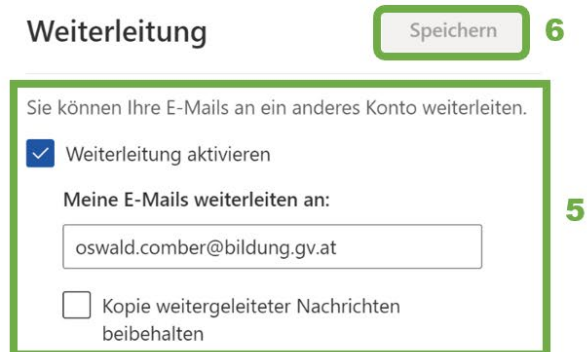 Weiterleitung
Speichern
6
Sie können Ihre E-Mails an ein anderes Konto weiterleiten.
Weiterleitung aktivieren
Meine E-Mails weiterleiten an:
5
oswald.comber@bildung.gv.at
Kopie weitergeleiteter Nachrichten
beibehalten